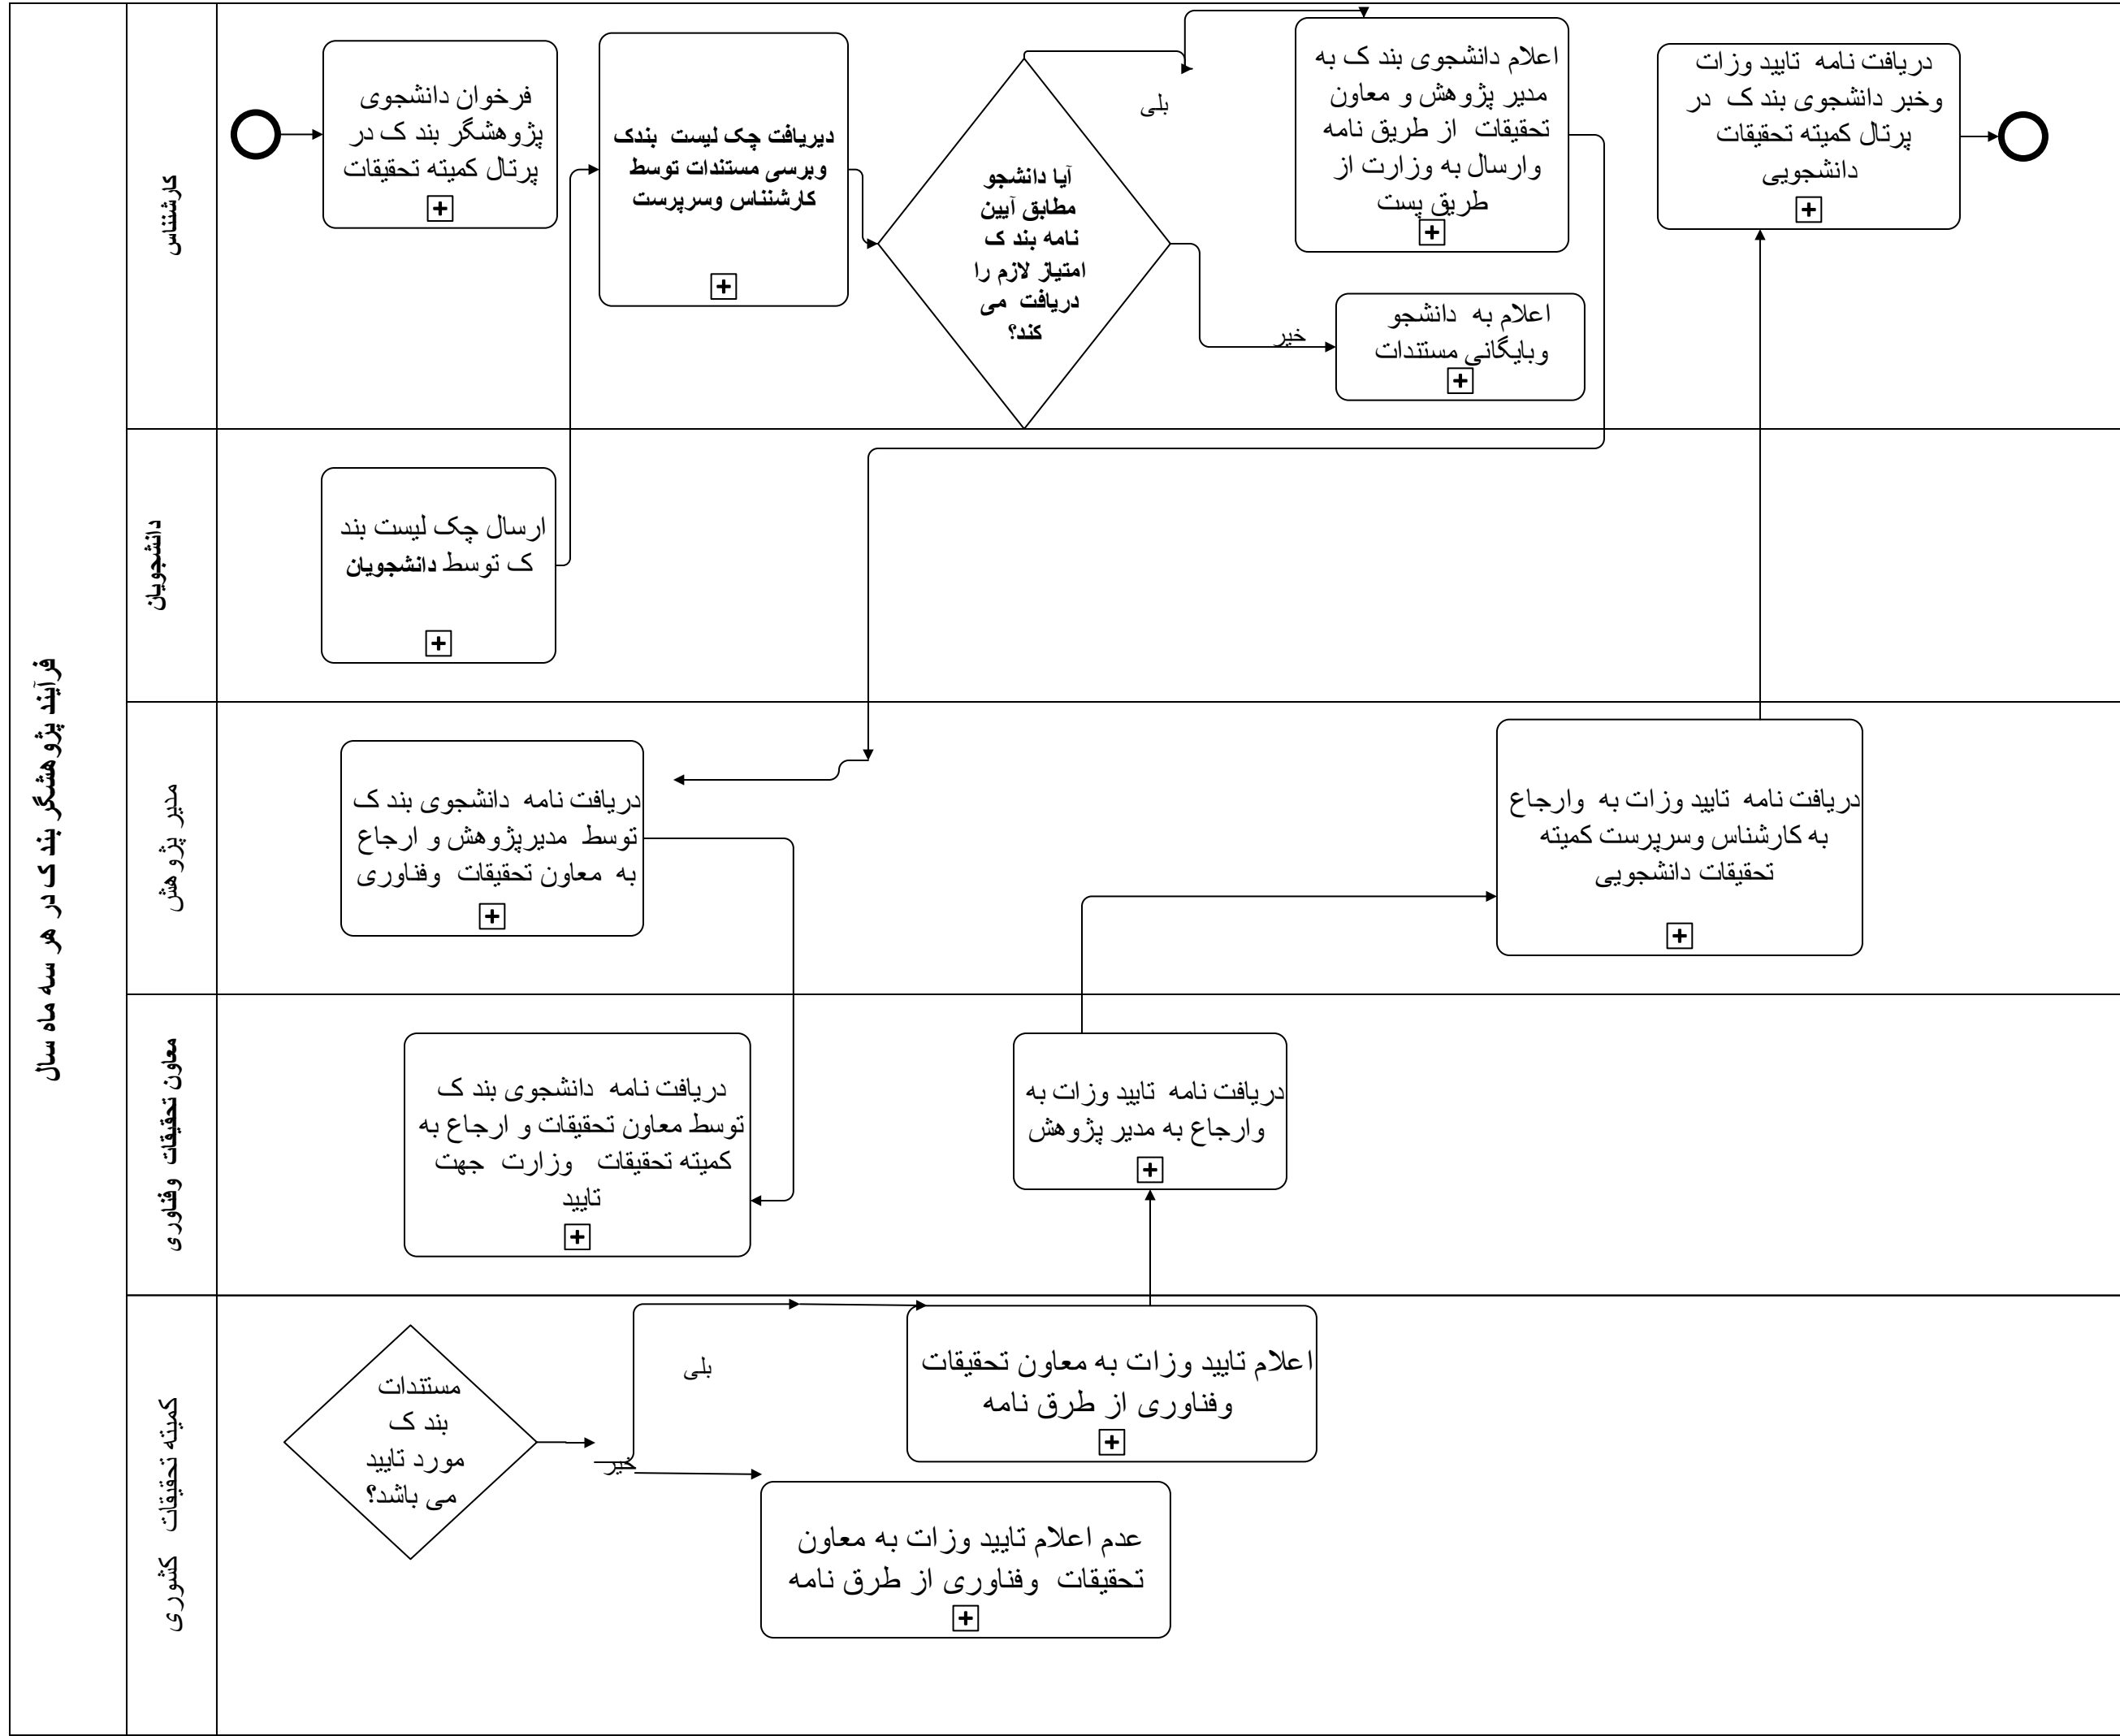 فرآیند پژوهشگر بند ک در هر سه ماه سال
کارشنناس
فرخوان دانشجوی
پژوهشگر بند ک در
پرتال کمیته تحقیقات
دیریافت چک لیست بندک
وبرسی مستندات توسط
کارشنناس وسرپرست
آیا دانشجو
مطابق آیین
نامه بند ک
امتیاز لازم را
دریافت می
کند؟
بلی
خیر
اعلام دانشجوی بند ک به
مدیر پژوهش و معاون
تحقیقات از طریق نامه
وارسال به وزارت از
طریق پست
اعلام به دانشجو
وبایگانی مستندات
دریافت نامه تایید وزات
وخبر دانشجوی بند ک در
پرتال کمیته تحقیقات
دانشجویی
دانشجویان
ارسال چک لیست بند
ک توسط دانشجویان
مدیر پژوهش
دریافت نامه دانشجوی بند ک
توسط مدیرپژوهش و ارجاع
به معاون تحقیقات وفناوری
دریافت نامه تایید وزات به وارجاع
به کارشناس وسرپرست کمیته
تحقیقات دانشجویی
معاون تحقیقات وفناوری
دریافت نامه دانشجوی بند ک
توسط معاون تحقیقات و ارجاع به
کمیته تحقیقات وزارت جهت
تایید
دریافت نامه تایید وزات به
وارجاع به مدیر پژوهش
کمیته تحقیقات کشوری
مستندات
بند ک
مورد تایید
می باشد؟
بلی
خیر
اعلام تایید وزات به معاون تحقیقات
وفناوری از طرق نامه
عدم اعلام تایید وزات به معاون
تحقیقات وفناوری از طرق نامه